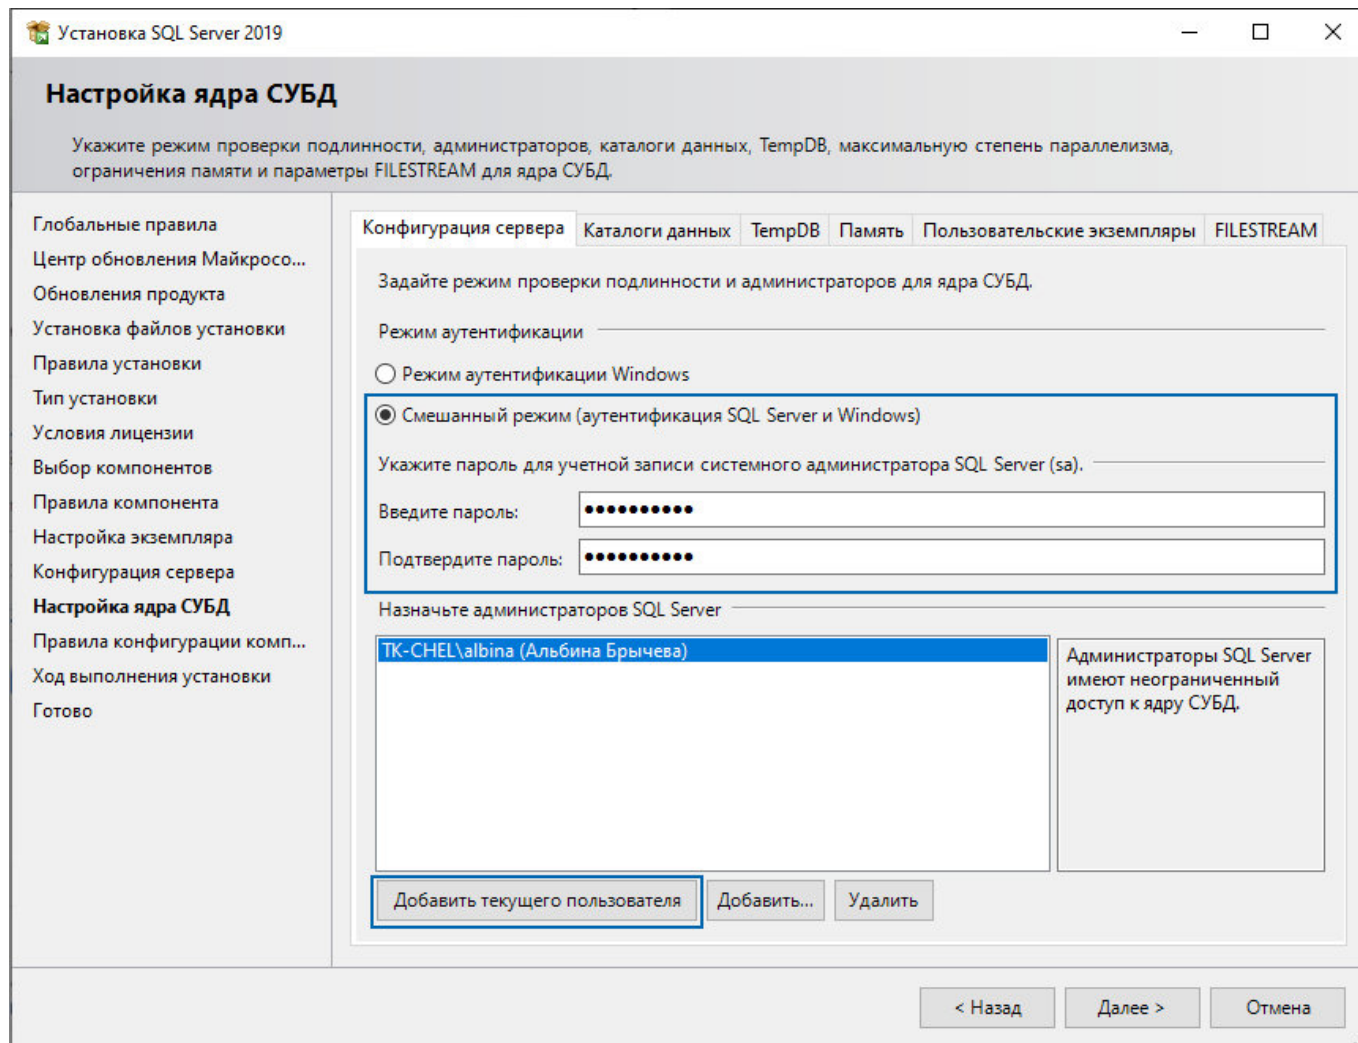 Установка SQL Server 2019
Настройка ядра СУБД
Укажите режим проверки подлинности, администраторов, каталоги данных, TempDB, максимальную степень параллелизма,
ограничения памяти и параметры FILESTREAM для ядра СУБД.
Глобальные правила
Центр обновления Майкросо...
Обновления продукта
Установка файлов установки
Правила установки
Тип установки
Условия лицензии
Выбор компонентов
Правила компонента
Настройка экземпляра
Конфигурация сервера
Настройка ядра СУБД
Правила конфигурации комп...
Ход выполнения установки
Готово
Конфигурация сервера Каталоги данных TempDB Память Пользовательские экземпляры FILESTREAM
Задайте режим проверки подлинности и администраторов для ядра СУБД.
Режим аутентификации
Режим аутентификации Windows
Смешанный режим (аутентификация SQL Server и Windows)
Укажите пароль для учетной записи системного администратора SQL Server (sa).
Введите пароль: ●●●●●●●●●●
Подтвердите пароль: ●●●●●●●●●●
Назначьте администраторов SQL Server
TK-CHEL\albina (Альбина Брычева)
Администраторы SQL Server
имеют неограниченный
доступ к ядру СУБД.
Добавить текущего пользователя Добавить... Удалить
< Назад Далее > Отмена